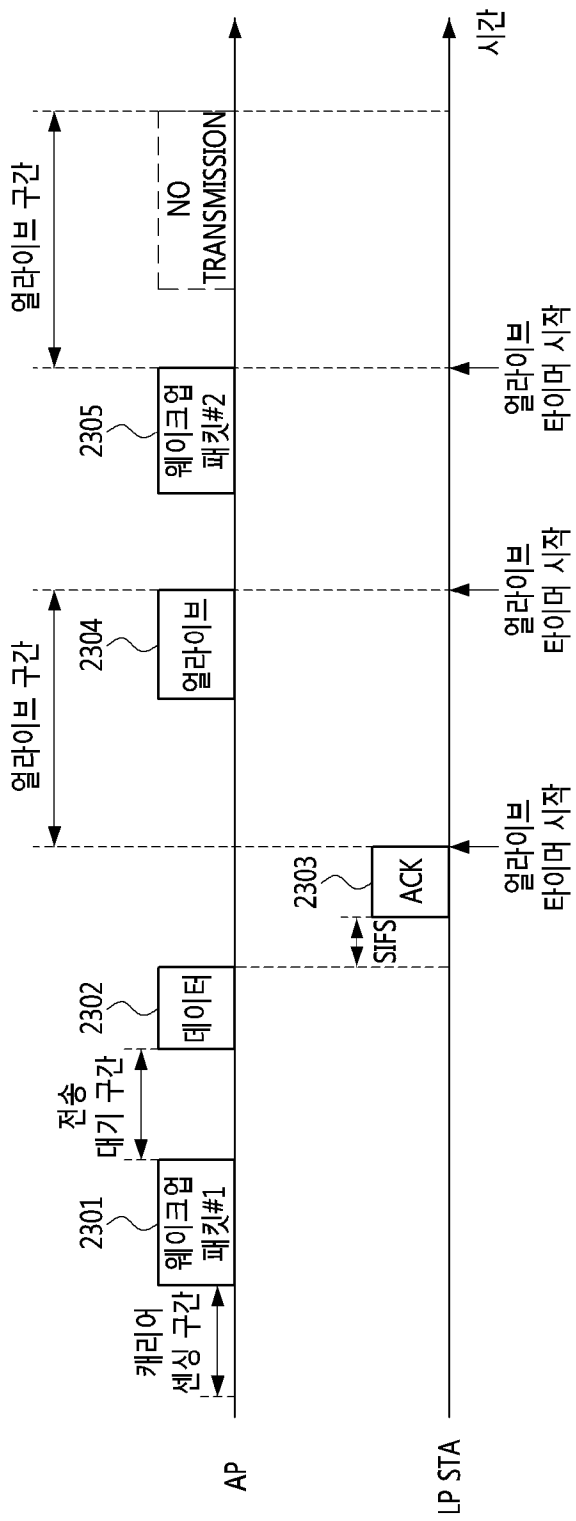 캐리어
센싱 구간
2301
웨이크업
패킷#1
전송
대기 구간
2302
데이터
얼라이브 구간
2304
얼라이브
2305
웨이크업
패킷#2
얼라이브 구간
NO
TRANSMISSION
AP
SIFS
2303
ACK
LP STA
시간
얼라이브
타이머 시작
얼라이브
타이머 시작
얼라이브
타이머 시작